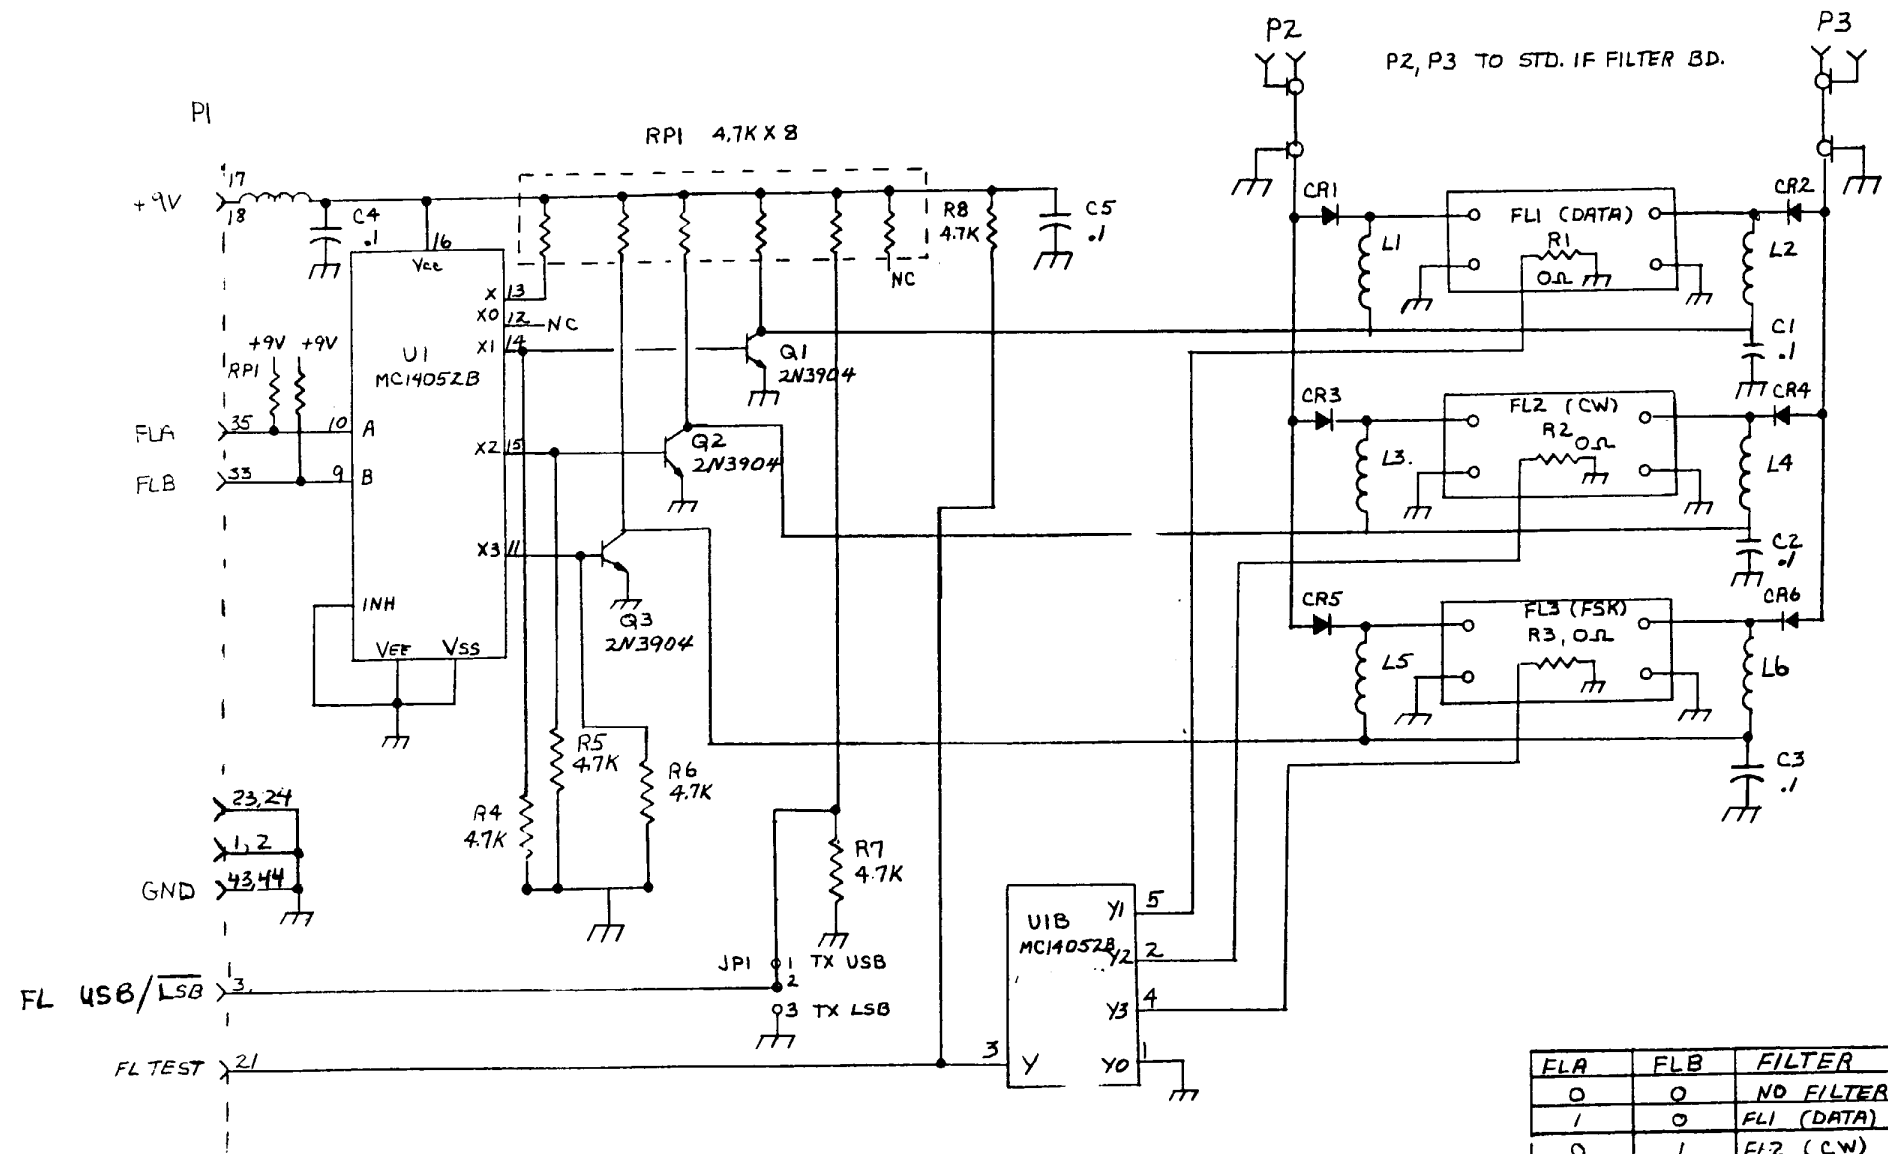 P2
P3
P2, P3 TO STD. IF FILTER BD.
P1
RP1 4.7K X 8
17
+9V
18
C4
.1
16
Vcc
R8
4.7K
C5
.1
NC
X 13
X0 12 NC
X1 14
U1
MC14052B
+9V +9V
RP1
Q1
2N3904
FLA 35 10 A
X2 15
Q2
2N3904
FLB 33 9 B
X3 11
Q3
2N3904
INH
VEE VSS
CR1
FL1 (DATA)
R1
0Ω
CR2
L1
L2
C1
.1
CR3
FL2 (CW)
R2 0Ω
CR4
L3.
L4
C2
.1
CR5
FL3 (FSK)
R3, 0Ω
CR6
L5
L6
C3
.1
R5
4.7K
R6
4.7K
R4
4.7K
R7
4.7K
23,24
1, 2
GND 43,44
JP1 1 TX USB
2
3 TX LSB
FL USB/LSB 3.
FL TEST 21
U1B
MC14052B
Y1 5
Y2 2
Y3 4
3 Y Y0 1
FLA FLB FILTER
0 0 NO FILTER
1 0 FL1 (DATA)
0 1 FL2 (CW)